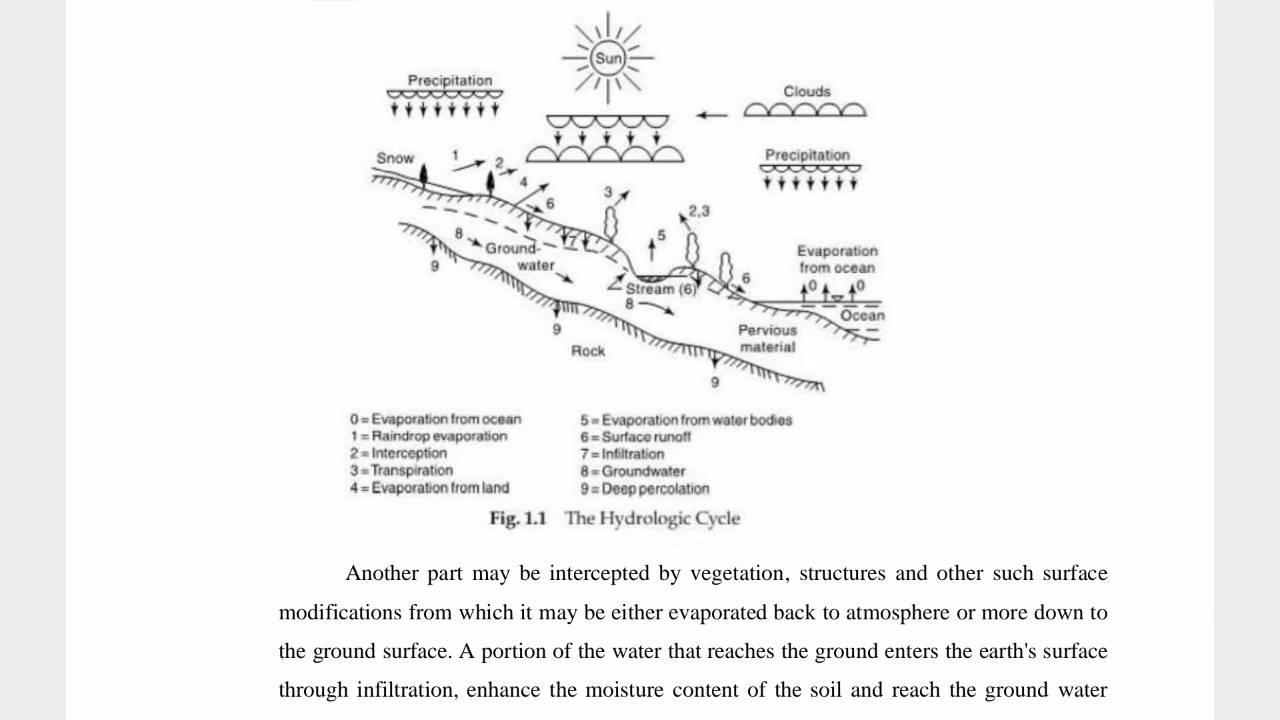 Sun
Precipitation
Clouds
Snow
1
2
Precipitation
4
3
6
2,3
8
7
5
Ground-
water
Evaporation
from ocean
9
6
0
0
Stream (6)
8
Ocean
9
Pervious
material
Rock
9
0 = Evaporation from ocean
1 = Raindrop evaporation
2 = Interception
3 = Transpiration
4 = Evaporation from land
5 = Evaporation from water bodies
6 = Surface runoff
7 = Infiltration
8 = Groundwater
9 = Deep percolation
Fig. 1.1 The Hydrologic Cycle
Another part may be intercepted by vegetation, structures and other such surface
modifications from which it may be either evaporated back to atmosphere or more down to
the ground surface. A portion of the water that reaches the ground enters the earth's surface
through infiltration, enhance the moisture content of the soil and reach the ground water